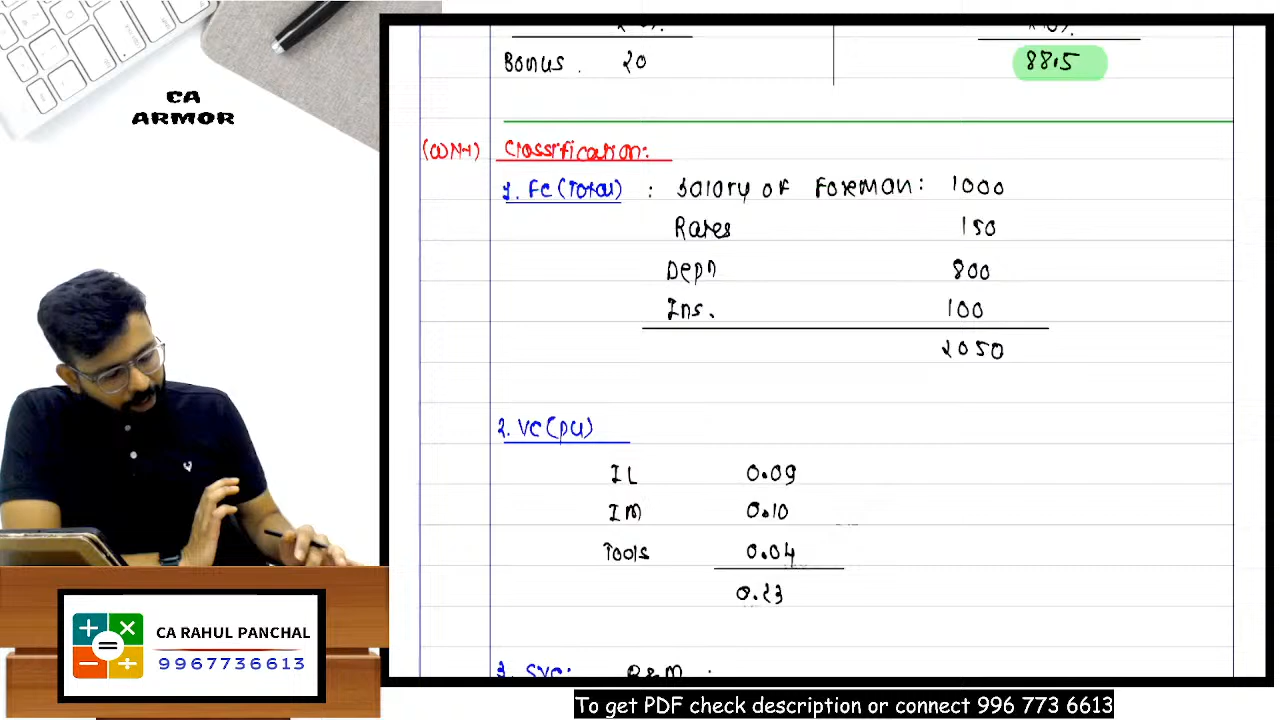 CA
ARMOR
Bonus. 20
88.5
(WN-1) Classification:
1. FC (Total) : Salary of Foreman: 1000
Rates 150
Depn 800
Ins. 100
2050
2. VC (pu)
IL 0.09
IM 0.10
Tools 0.04
0.23
3. SVC: R&M :
CA RAHUL PANCHAL
9967736613
To get PDF check description or connect 996 773 6613